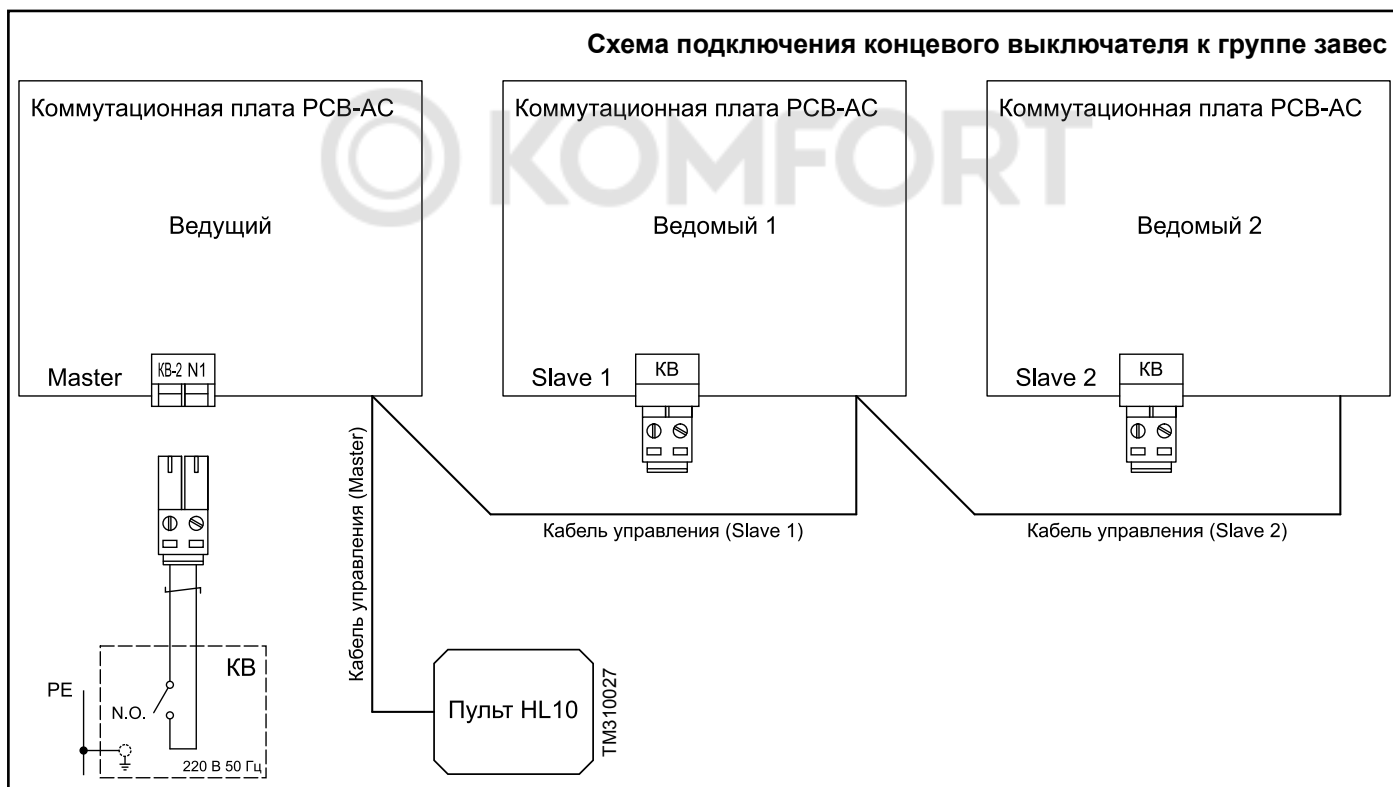 Схема подключения концевого выключателя к группе завес
Коммутационная плата PCB-AC
Ведущий
Master
КВ-2 N1
Коммутационная плата PCB-AC
Ведомый 1
Slave 1
КВ
Коммутационная плата PCB-AC
Ведомый 2
Slave 2
КВ
KOMFORT
Кабель управления (Master)
Кабель управления (Slave 1)
Кабель управления (Slave 2)
КВ
PE
N.O.
220 В 50 Гц
Пульт HL10
TM310027